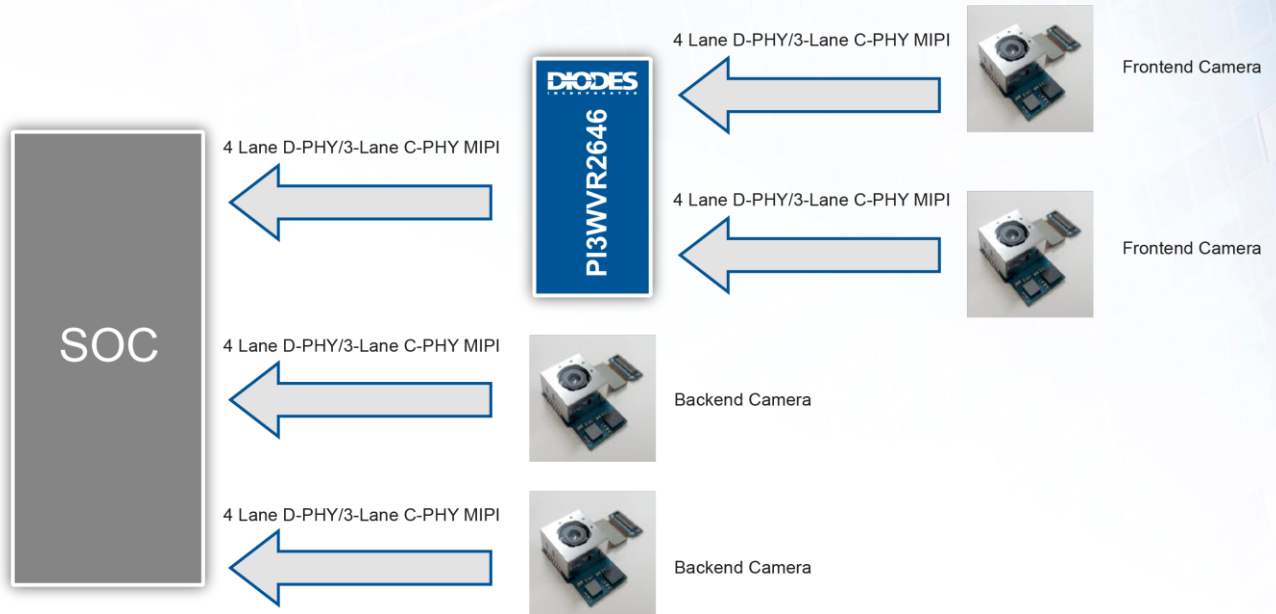 4 Lane D-PHY/3-Lane C-PHY MIPI
Frontend Camera
DIODES
INCORPORATED
PI3WVR2646
4 Lane D-PHY/3-Lane C-PHY MIPI
4 Lane D-PHY/3-Lane C-PHY MIPI
Frontend Camera
SOC
4 Lane D-PHY/3-Lane C-PHY MIPI
Backend Camera
4 Lane D-PHY/3-Lane C-PHY MIPI
Backend Camera